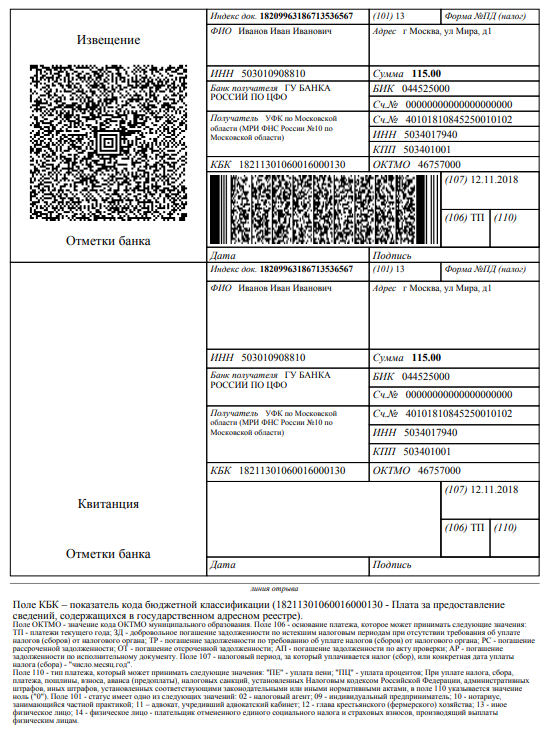 Извещение
Индекс док. 18209963186713536567 (101) 13 Форма №ПД (налог)
ФИО Иванов Иван Иванович Адрес г Москва, ул Мира, д1
ИНН 503010908810 Сумма 115.00
Банк получателя ГУ БАНКА РОССИИ ПО ЦФО
БИК 044525000
Сч.№ 00000000000000000000
Получатель УФК по Московской области (МРИ ФНС России №10 по Московской области)
Сч.№ 40101810845250010102
ИНН 5034017940
КПП 503401001
КБК 18211301060016000130 ОКТМО 46757000
(107) 12.11.2018
(106) ТП (110)
Отметки банка
Дата Подпись
Индекс док. 18209963186713536567 (101) 13 Форма №ПД (налог)
ФИО Иванов Иван Иванович Адрес г Москва, ул Мира, д1
ИНН 503010908810 Сумма 115.00
Банк получателя ГУ БАНКА РОССИИ ПО ЦФО
БИК 044525000
Сч.№ 00000000000000000000
Получатель УФК по Московской области (МРИ ФНС России №10 по Московской области)
Сч.№ 40101810845250010102
ИНН 5034017940
КПП 503401001
КБК 18211301060016000130 ОКТМО 46757000
(107) 12.11.2018
Квитанция
(106) ТП (110)
Отметки банка
Дата Подпись
линия отрыва
Поле КБК – показатель кода бюджетной классификации (18211301060016000130 - Плата за предоставление
сведений, содержащихся в государственном адресном реестре).
Поле ОКТМО - значение кода ОКТМО муниципального образования. Поле 106 - основание платежа, которое может принимать следующие значения:
ТП - платежи текущего года; ЗД - добровольное погашение задолженности по истекшим налоговым периодам при отсутствии требования об уплате
налогов (сборов) от налогового органа; ТР - погашение задолженности по требованию об уплате налогов (сборов) от налогового органа; РС - погашение
рассроченной задолженности; ОТ - погашение отсроченной задолженности; АП - погашение задолженности по акту проверки; АР - погашение
задолженности по исполнительному документу. Поле 107 - налоговый период, за который уплачивается налог (сбор), или конкретная дата уплаты
налога (сбора) - "число.месяц.год".
Поле 110 - тип платежа, который может принимать следующие значения: "ПЕ" - уплата пени; "ПЦ" - уплата процентов; При уплате налога, сбора,
платежа, пошлины, взноса, аванса (предоплаты), налоговых санкций, установленных Налоговым кодексом Российской Федерации, административных
штрафов, иных штрафов, установленных соответствующими законодательными или иными нормативными актами, в поле 110 указывается значение
ноль ("0"). Поле 101 - статус имеет одно из следующих значений: 02 - налоговый агент; 09 - индивидуальный предприниматель; 10 - нотариус,
занимающийся частной практикой; 11 – адвокат, учредивший адвокатский кабинет; 12 - глава крестьянского (фермерского) хозяйства; 13 - иное
физическое лицо; 14 - физическое лицо - плательщик отмененного единого социального налога и страховых взносов, производящий выплаты
физическим лицам.